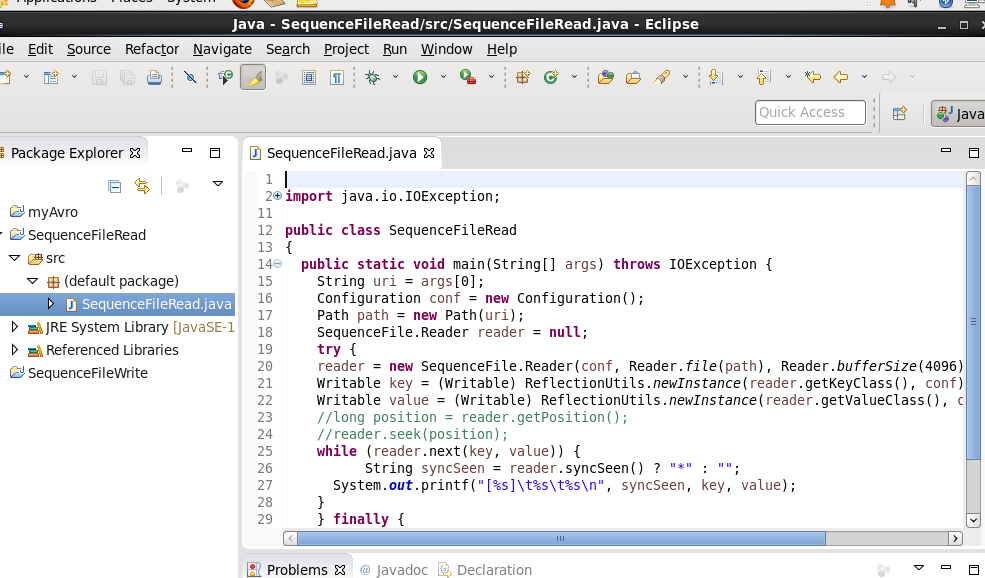 Applications Places System
Java - SequenceFileRead/src/SequenceFileRead.java - Eclipse
ile Edit Source Refactor Navigate Search Project Run Window Help
Quick Access
Java
Package Explorer
SequenceFileRead.java
myAvro
SequenceFileRead
src
(default package)
SequenceFileRead.java
JRE System Library [JavaSE-1
Referenced Libraries
SequenceFileWrite
1
2 import java.io.IOException;
11
12 public class SequenceFileRead
13 {
14 public static void main(String[] args) throws IOException {
15 String uri = args[0];
16 Configuration conf = new Configuration();
17 Path path = new Path(uri);
18 SequenceFile.Reader reader = null;
19 try {
20 reader = new SequenceFile.Reader(conf, Reader.file(path), Reader.bufferSize(4096)
21 Writable key = (Writable) ReflectionUtils.newInstance(reader.getKeyClass(), conf)
22 Writable value = (Writable) ReflectionUtils.newInstance(reader.getValueClass(), c
23 //long position = reader.getPosition();
24 //reader.seek(position);
25 while (reader.next(key, value)) {
26 String syncSeen = reader.syncSeen() ? "*" : "";
27 System.out.printf("[%s]\t%s\t%s\n", syncSeen, key, value);
28 }
29 } finally {
Problems @ Javadoc Declaration